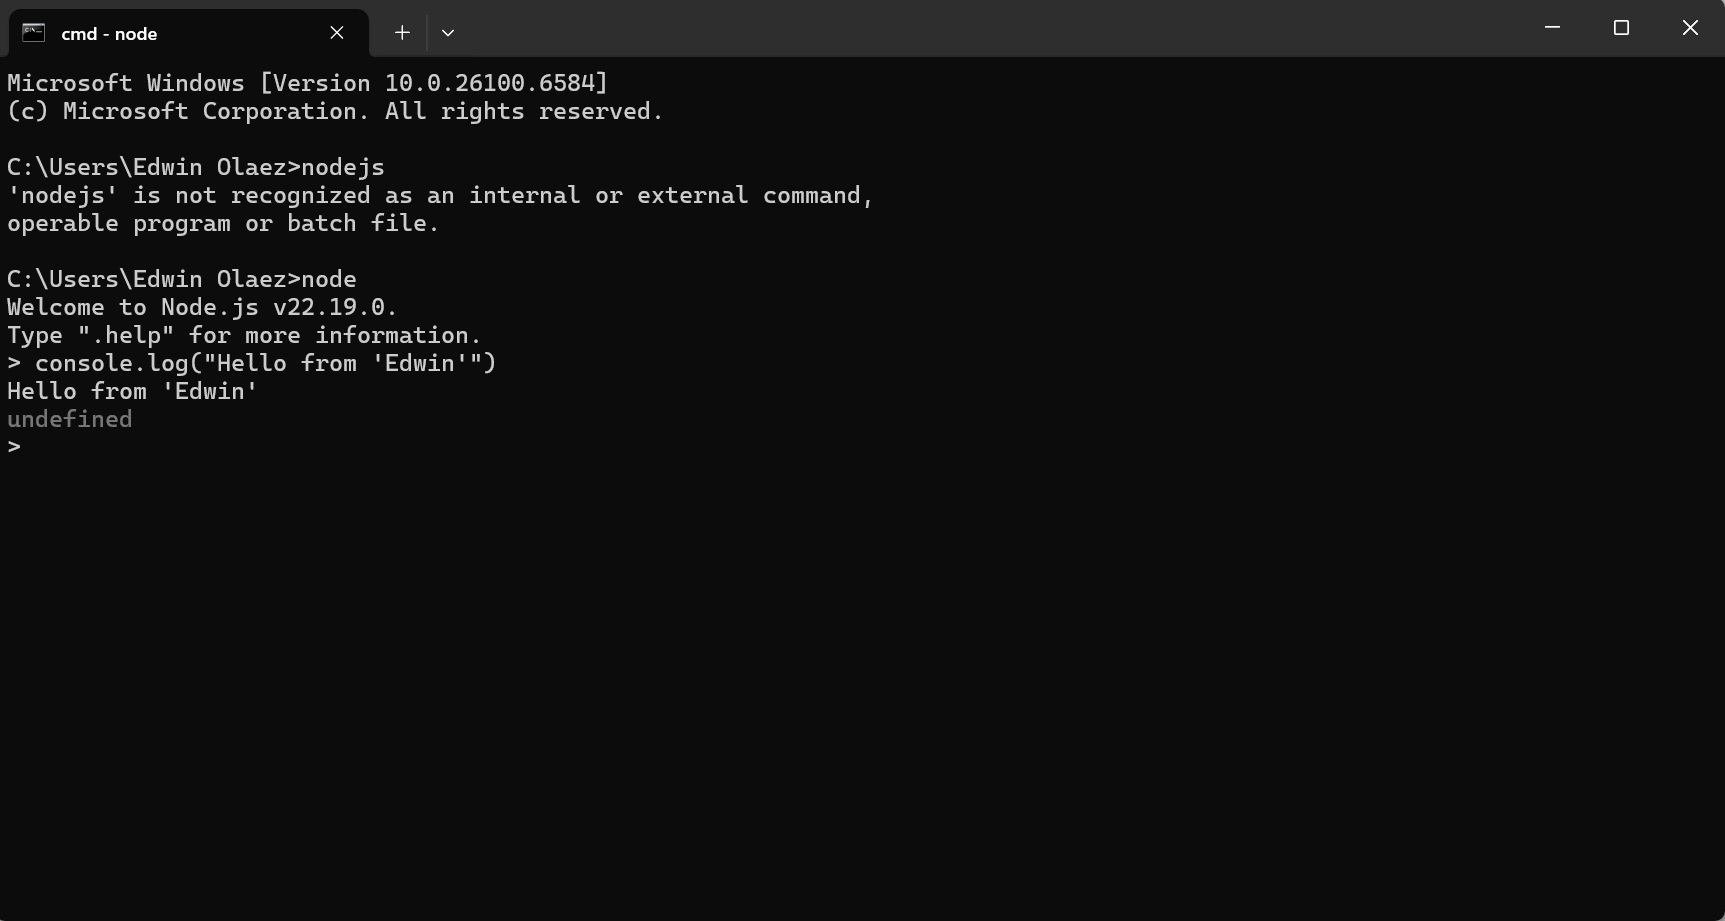 cmd - node
Microsoft Windows [Version 10.0.26100.6584]
(c) Microsoft Corporation. All rights reserved.
C:\Users\Edwin Olaez>nodejs
'nodejs' is not recognized as an internal or external command,
operable program or batch file.
C:\Users\Edwin Olaez>node
Welcome to Node.js v22.19.0.
Type ".help" for more information.
> console.log("Hello from 'Edwin'")
Hello from 'Edwin'
undefined
>